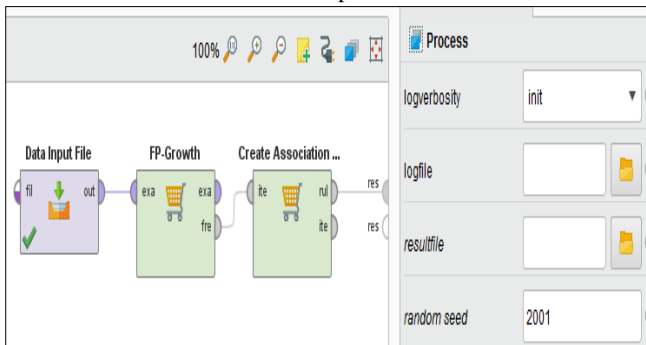 100%
Data Input File
FP-Growth
Create Association ...
fil
out
exa
exa
fre
ite
rul
ite
res
res
Process
logverbosity
init
logfile
resultfile
random seed
2001